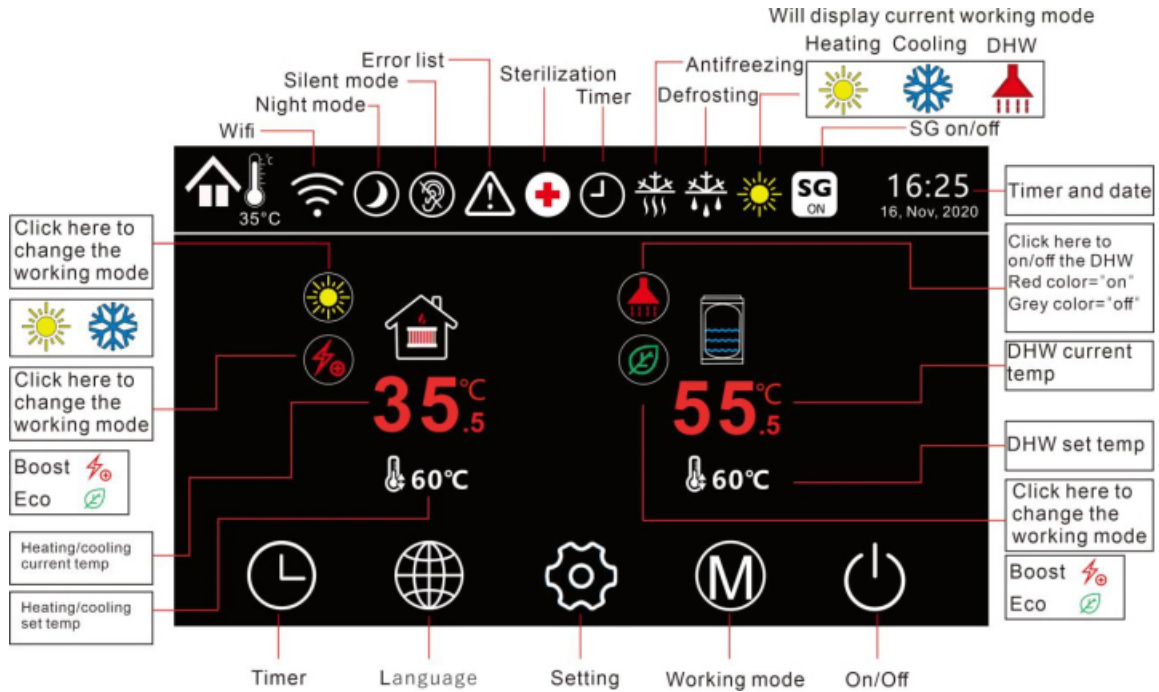 Will display current working mode
Heating Cooling DHW
Error list
Silent mode
Night mode
Wifi
Sterilization
Timer
Antifreezing
Defrosting
SG on/off
°C
35°C
SG
ON
16:25
16, Nov, 2020
Timer and date
Click here to
change the
working mode
Click here to
change the
working mode
Boost
Eco
Heating/cooling
current temp
Heating/cooling
set temp
35.5°C
60°C
55.5°C
60°C
Click here to
on/off the DHW
Red color="on"
Grey color="off"
DHW current
temp
DHW set temp
Click here to
change the
working mode
Boost
Eco
M
Timer
Language
Setting
Working mode
On/Off